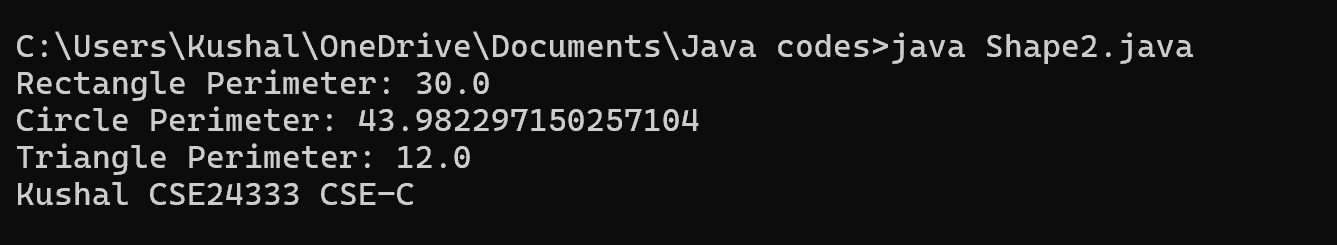 C:\Users\Kushal\OneDrive\Documents\Java codes>java Shape2.java
Rectangle Perimeter: 30.0
Circle Perimeter: 43.982297150257104
Triangle Perimeter: 12.0
Kushal CSE24333 CSE-C